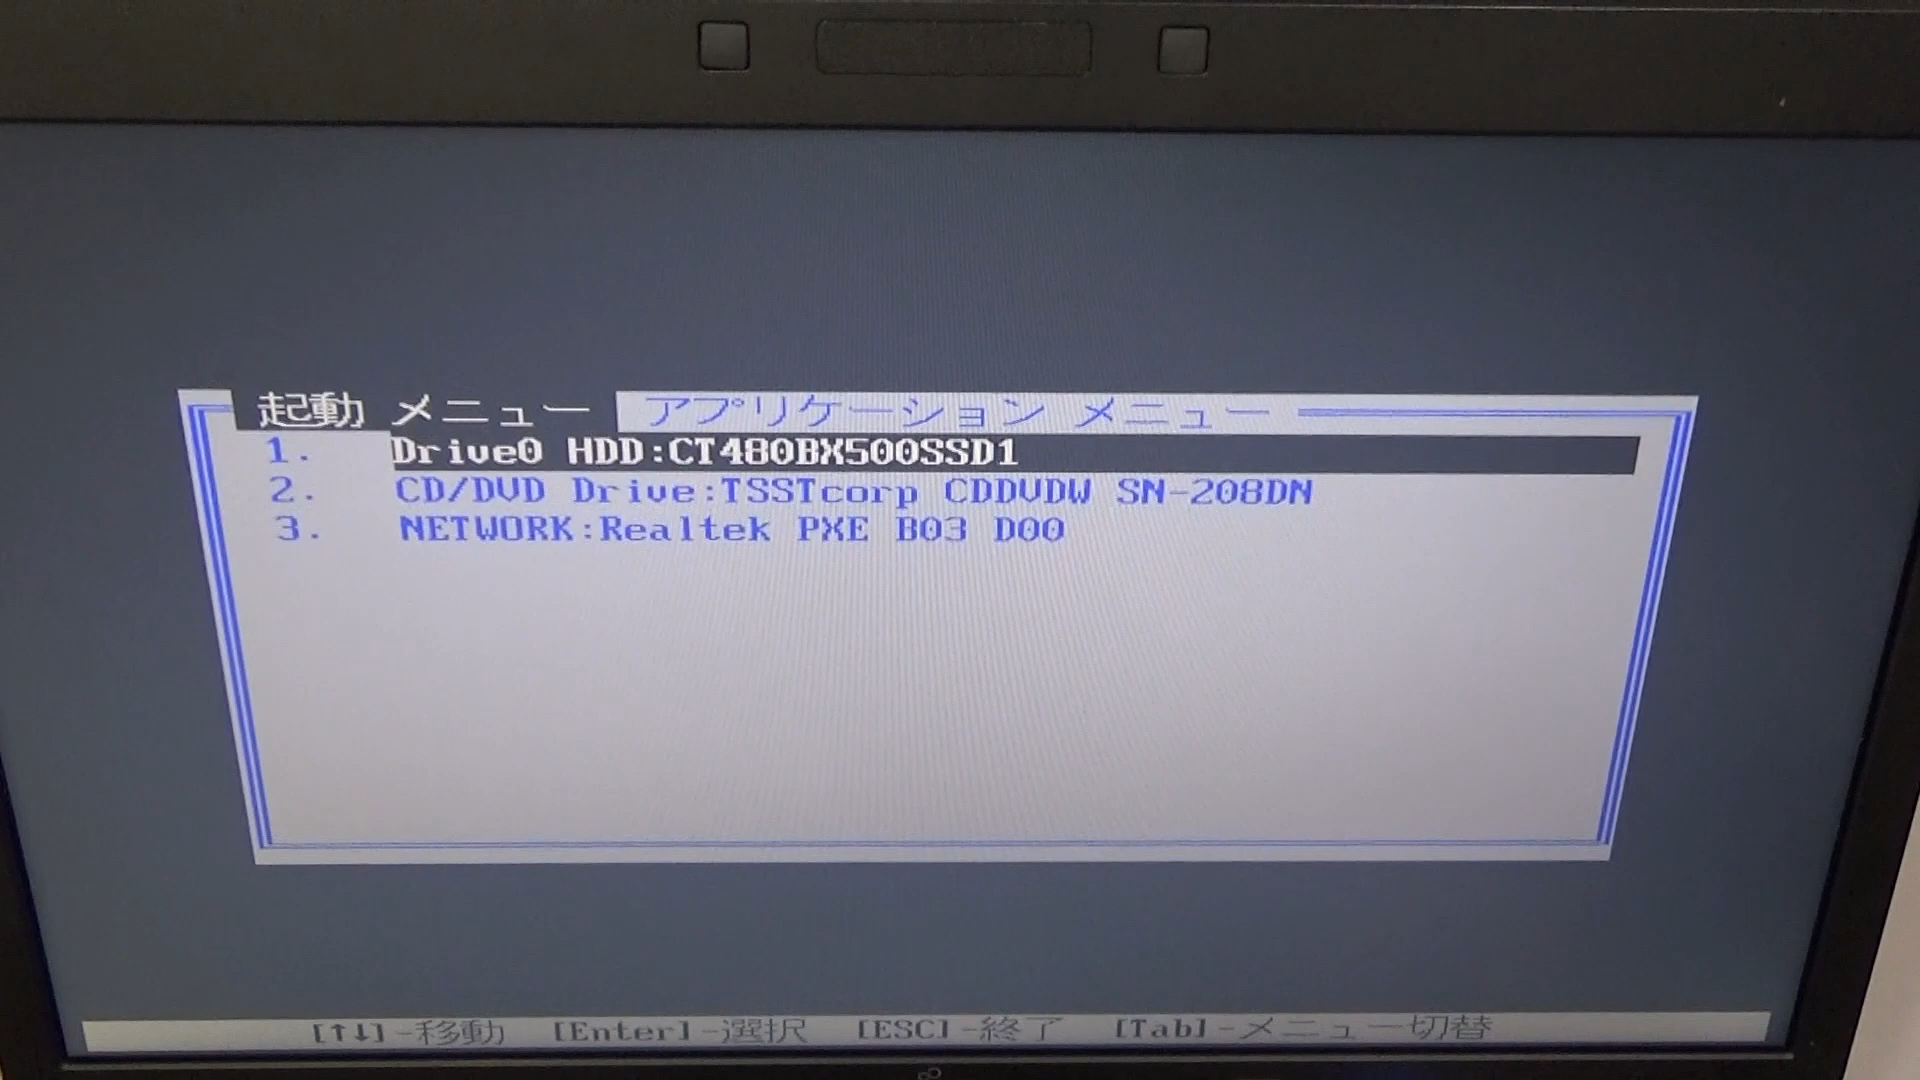 起動 メニュー アプリケーション メニュー
1. Drive0 HDD:CT480BX500SSD1
2. CD/DVD Drive:TSSTcorp CDDVDW SN-208DN
3. NETWORK:Realtek PXE B03 D00
[↑↓]-移動 [Enter]-選択 [ESC]-終了 [Tab]-メニュー切替